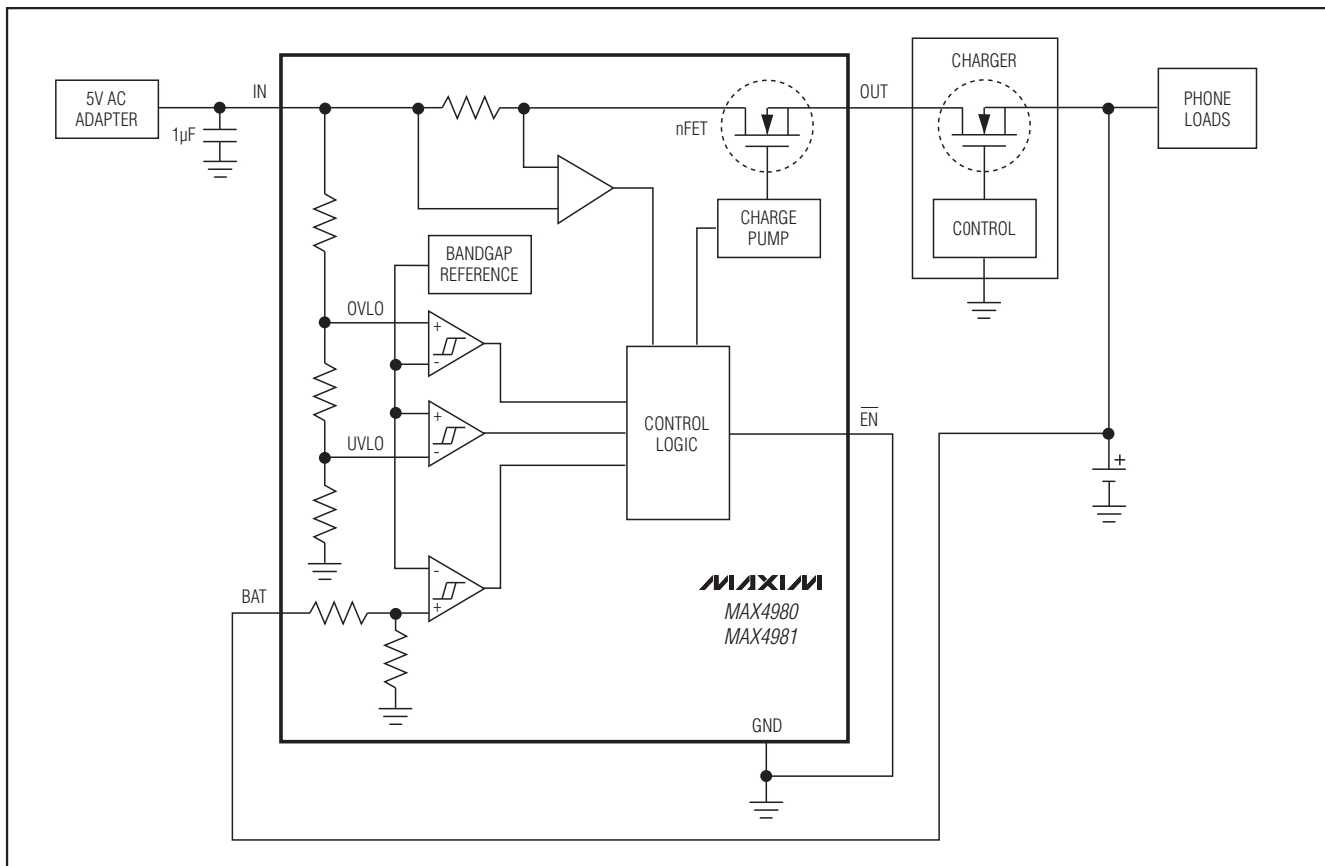 CHARGER
5V AC
ADAPTER
IN
OUT
PHONE
LOADS
1µF
nFET
CHARGE
PUMP
CONTROL
BANDGAP
REFERENCE
OVLO
+
-
+
UVLO
-
CONTROL
LOGIC
EN
+
-
+
BAT
MAXIM
MAX4980
MAX4981
GND